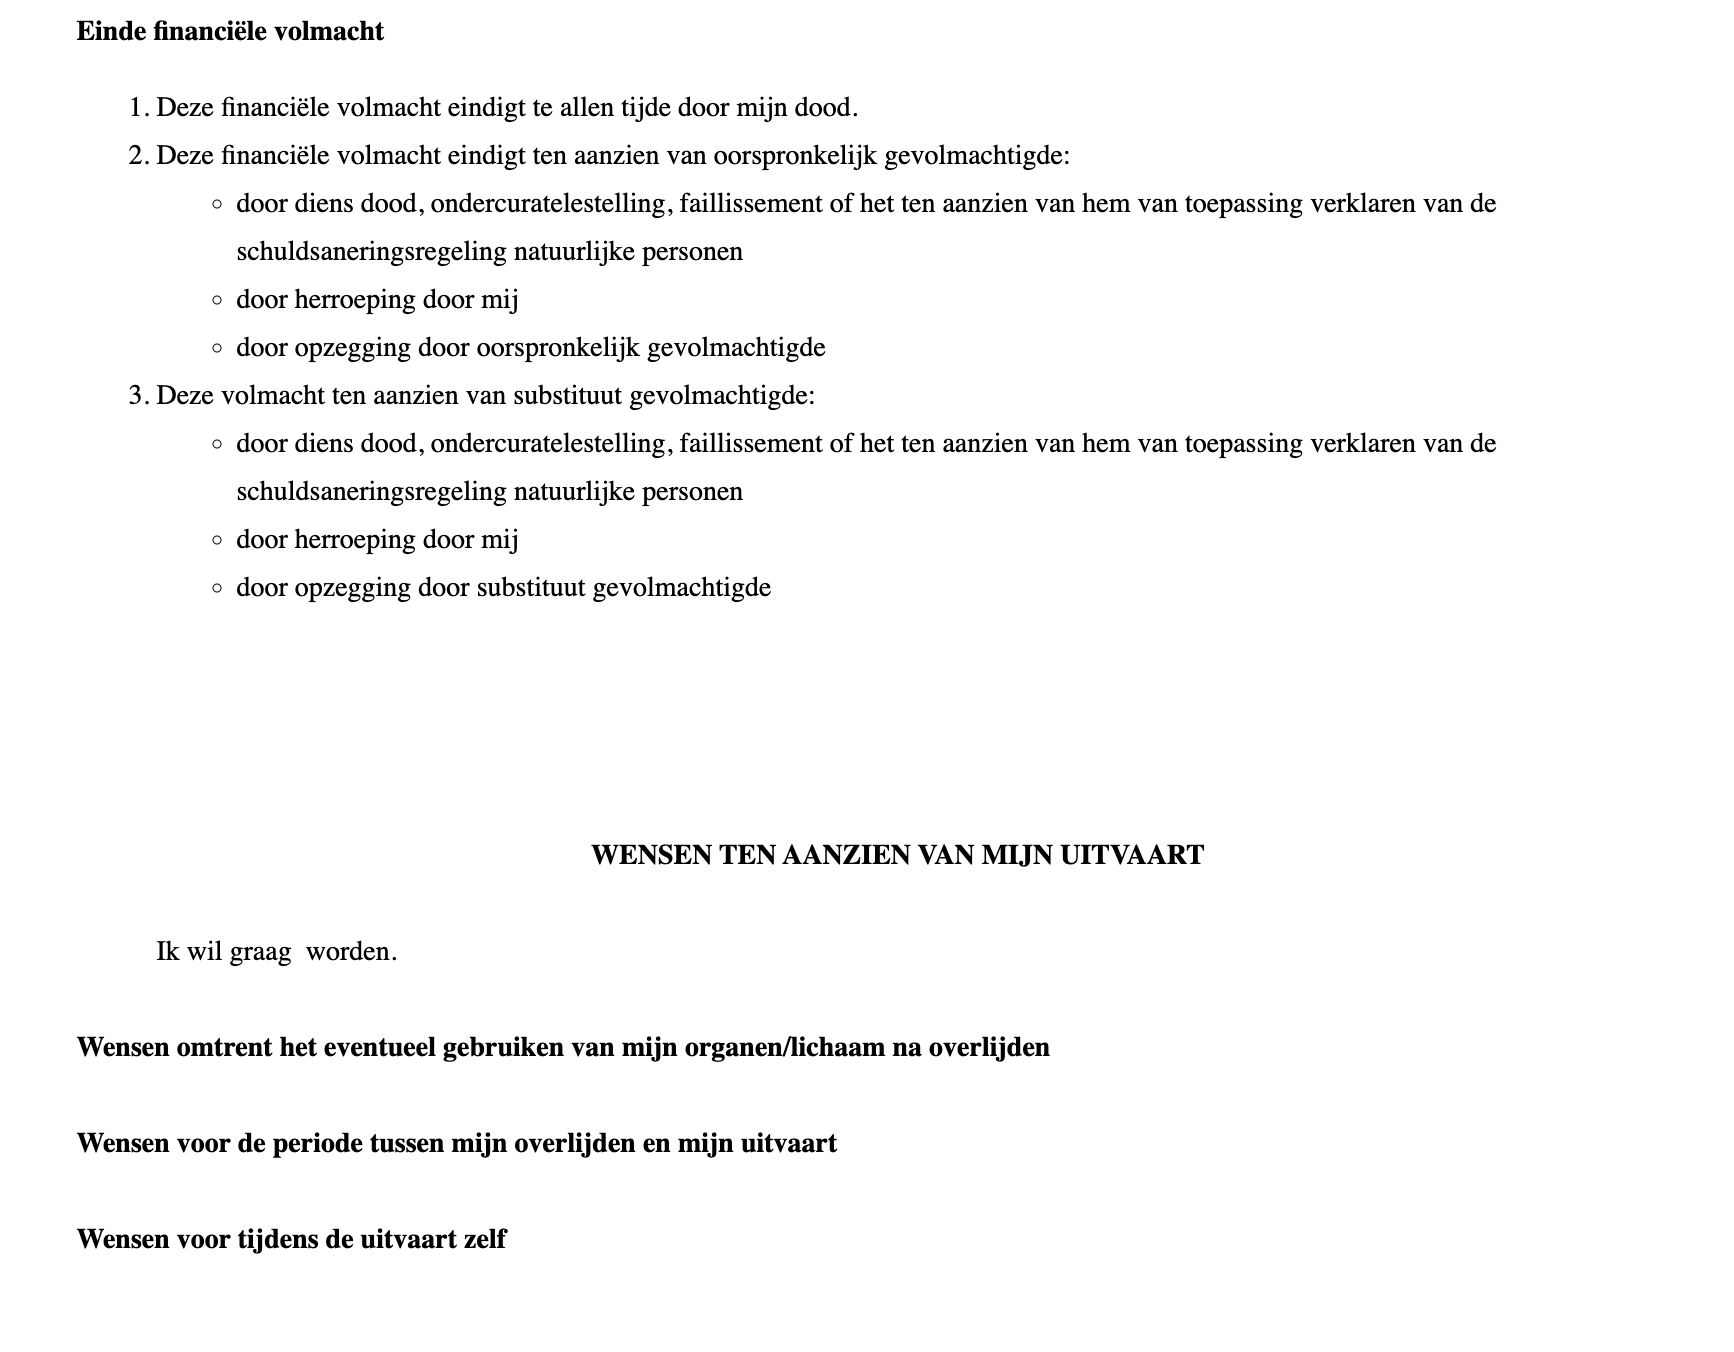 Einde financiële volmacht
1. Deze financiële volmacht eindigt te allen tijde door mijn dood.
2. Deze financiële volmacht eindigt ten aanzien van oorspronkelijk gevolmachtigde:
◦ door diens dood, ondercuratelestelling, faillissement of het ten aanzien van hem van toepassing verklaren van de
schuldsaneringsregeling natuurlijke personen
◦ door herroeping door mij
◦ door opzegging door oorspronkelijk gevolmachtigde
3. Deze volmacht ten aanzien van substituut gevolmachtigde:
◦ door diens dood, ondercuratelestelling, faillissement of het ten aanzien van hem van toepassing verklaren van de
schuldsaneringsregeling natuurlijke personen
◦ door herroeping door mij
◦ door opzegging door substituut gevolmachtigde
WENSEN TEN AANZIEN VAN MIJN UITVAART
Ik wil graag  worden.
Wensen omtrent het eventueel gebruiken van mijn organen/lichaam na overlijden
Wensen voor de periode tussen mijn overlijden en mijn uitvaart
Wensen voor tijdens de uitvaart zelf